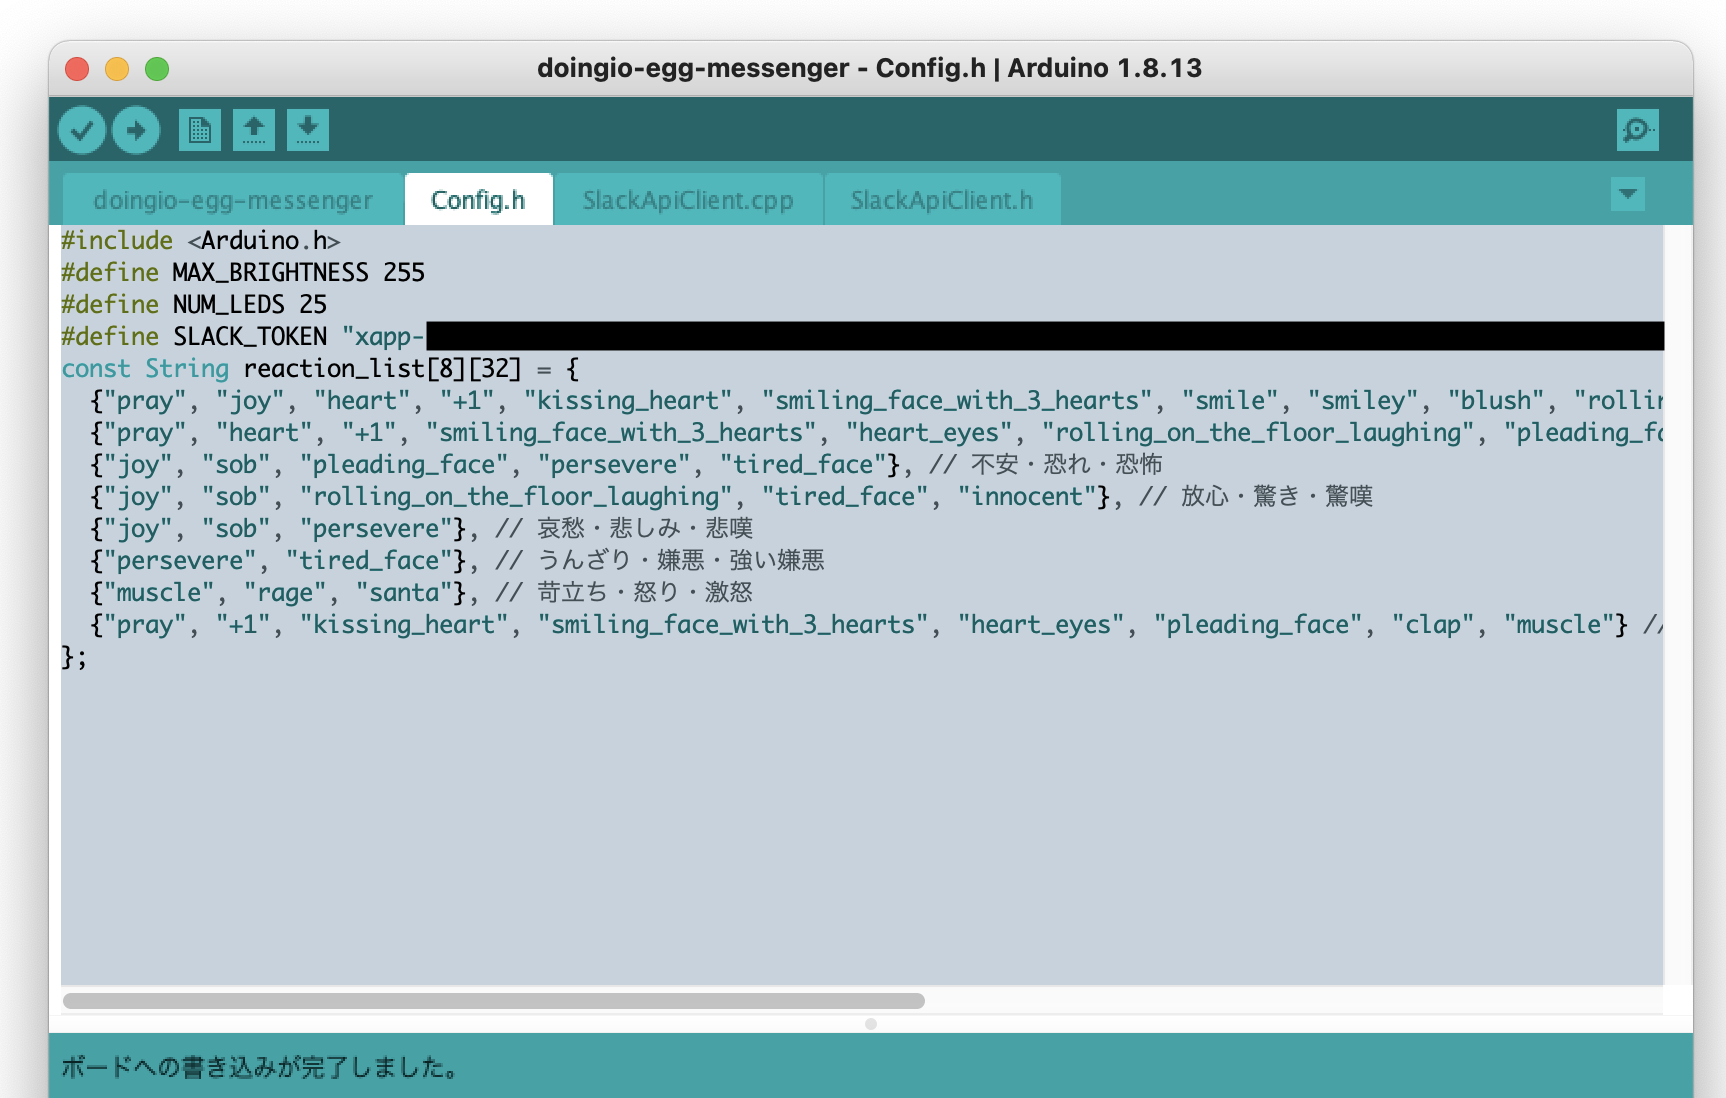 doingio-egg-messenger - Config.h | Arduino 1.8.13
doingio-egg-messenger Config.h SlackApiClient.cpp SlackApiClient.h
#include <Arduino.h>
#define MAX_BRIGHTNESS 255
#define NUM_LEDS 25
#define SLACK_TOKEN "xapp-
const String reaction_list[8][32] = {
{"pray", "joy", "heart", "+1", "kissing_heart", "smiling_face_with_3_hearts", "smile", "smiley", "blush",
{"pray", "heart", "+1", "smiling_face_with_3_hearts", "heart_eyes", "rolling_on_the_floor_laughing",
{"joy", "sob", "pleading_face", "persevere", "tired_face"}, // 不安・恐れ・恐怖
{"joy", "sob", "rolling_on_the_floor_laughing", "tired_face", "innocent"}, // 放心・驚き・驚嘆
{"joy", "sob", "persevere"}, // 哀愁・悲しみ・悲嘆
{"persevere", "tired_face"}, // うんざり・嫌悪・強い嫌悪
{"muscle", "rage", "santa"}, // 苛立ち・怒り・激怒
{"pray", "+1", "kissing_heart", "smiling_face_with_3_hearts", "heart_eyes", "pleading_face", "clap", "muscle"} //
};
ボードへの書き込みが完了しました。